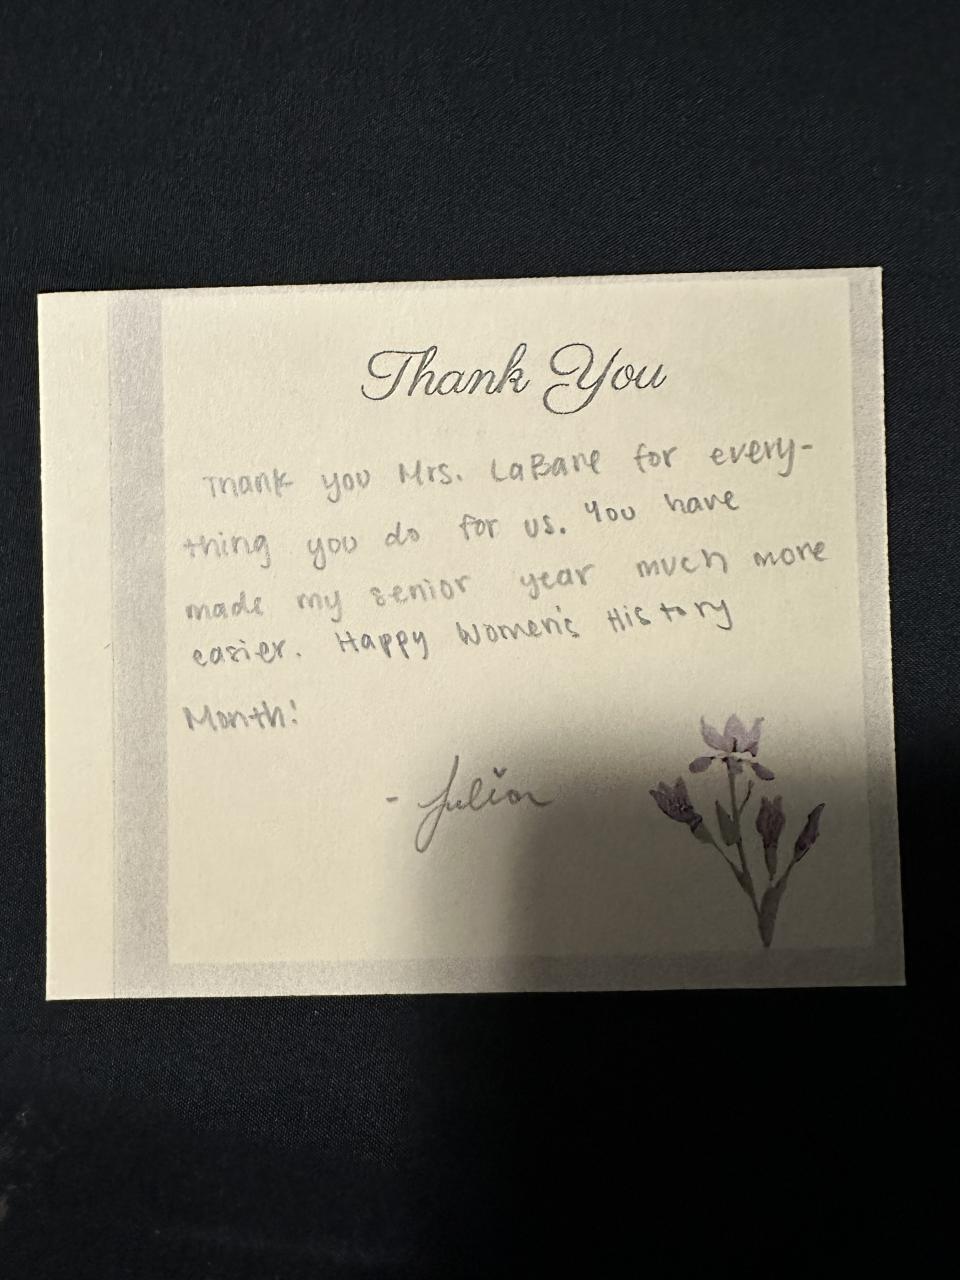 Thank You
Thank you Mrs. LaBane for every-
thing you do for us. You have
made my senior year much more
easier. Happy Women's History
Month!
- Julian